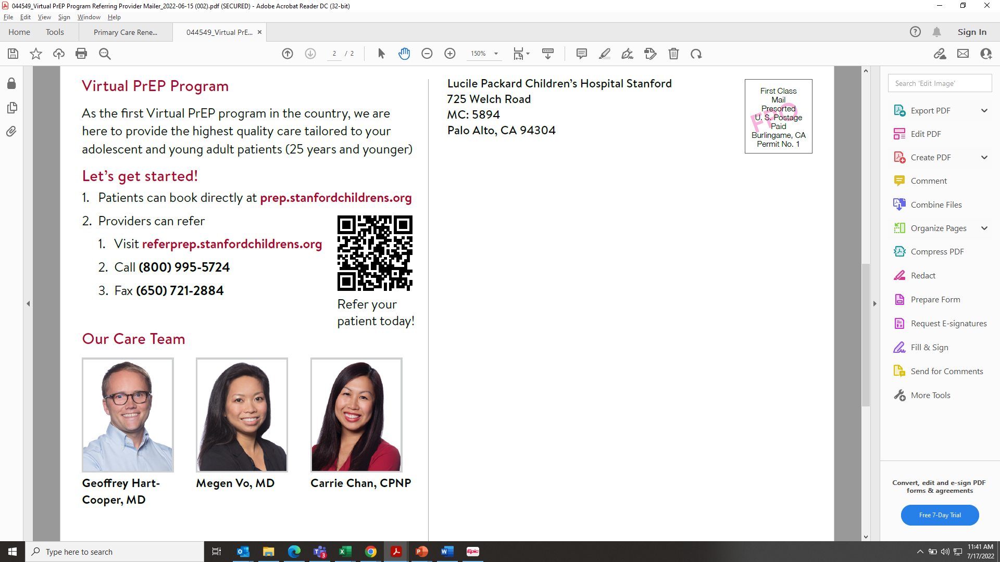 044549_Virtual PrEP Program Referring Provider Mailer_2022-06-15 (002).pdf (SECURED) - Adobe Acrobat Reader DC (32-bit)
File Edit View Sign Window Help
Home Tools Primary Care Rene... 044549_Virtual PrE... Sign In
2 / 2 150%
Virtual PrEP Program
As the first Virtual PrEP program in the country, we are
here to provide the highest quality care tailored to your
adolescent and young adult patients (25 years and younger)
Let's get started!
1. Patients can book directly at prep.stanfordchildrens.org
2. Providers can refer
1. Visit referprep.stanfordchildrens.org
2. Call (800) 995-5724
3. Fax (650) 721-2884
Refer your
patient today!
Our Care Team
Geoffrey Hart-
Cooper, MD
Megen Vo, MD
Carrie Chan, CPNP
Lucile Packard Children's Hospital Stanford
725 Welch Road
MC: 5894
Palo Alto, CA 94304
First Class
Mail
Presorted
U. S. Postage
Paid
Burlingame, CA
Permit No. 1
FPO
Search 'Edit Image'
Export PDF
Edit PDF
Create PDF
Comment
Combine Files
Organize Pages
Compress PDF
Redact
Prepare Form
Request E-signatures
Fill & Sign
Send for Comments
More Tools
Convert, edit and e-sign PDF
forms & agreements
Free 7-Day Trial
Type here to search
3
Epic
11:41 AM
7/17/2022